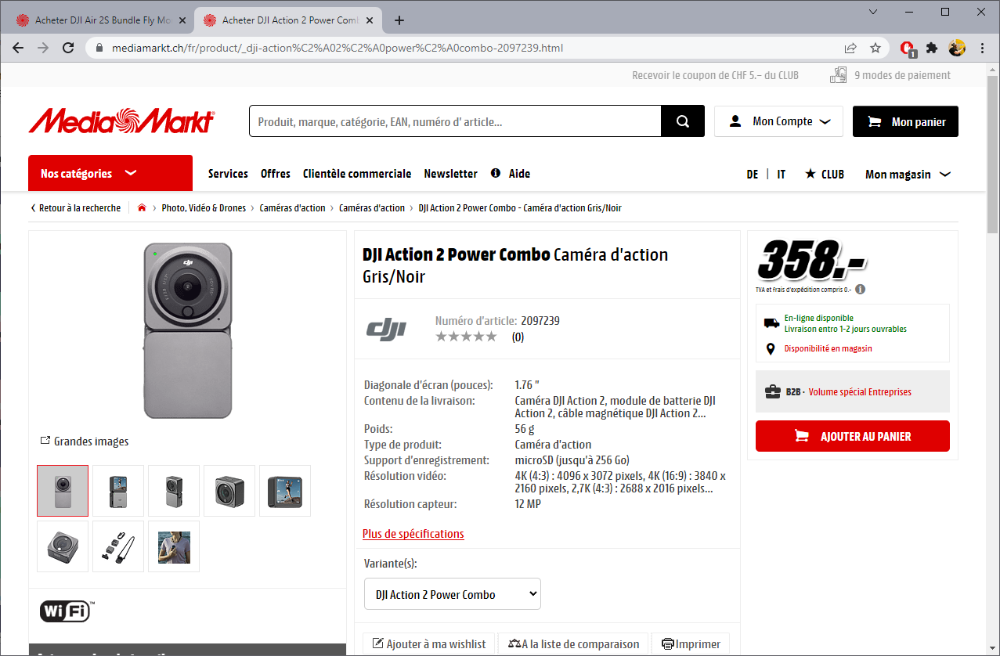 Acheter DJI Air 2S Bundle Fly Mo
Acheter DJI Action 2 Power Comb
mediamarkt.ch/fr/product/_dji-action%C2%A02%C2%A0power%C2%A0combo-2097239.html
1
Recevoir le coupon de CHF 5.– du CLUB
9 modes de paiement
MediaMarkt
Produit, marque, catégorie, EAN, numéro d' article...
Mon Compte
Mon panier
Nos catégories
Services
Offres
Clientèle commerciale
Newsletter
Aide
DE | IT
CLUB
Mon magasin
Retour à la recherche
Photo, Vidéo & Drones › Caméras d'action › Caméras d'action › DJI Action 2 Power Combo - Caméra d'action Gris/Noir
dji
Grandes images
WiFi™
DJI Action 2 Power Combo Caméra d'action
Gris/Noir
dji
Numéro d'article: 2097239
(0)
Diagonale d'écran (pouces): 1.76 "
Contenu de la livraison: Caméra DJI Action 2, module de batterie DJI
Action 2, câble magnétique DJI Action 2...
Poids: 56 g
Type de produit: Caméra d'action
Support d'enregistrement: microSD (jusqu'à 256 Go)
Résolution vidéo: 4K (4:3) : 4096 x 3072 pixels, 4K (16:9) : 3840 x
2160 pixels, 2,7K (4:3) : 2688 x 2016 pixels...
Résolution capteur: 12 MP
Plus de spécifications
Variante(s):
DJI Action 2 Power Combo
Ajouter à ma wishlist
A la liste de comparaison
Imprimer
358.-
TVA et frais d'expédition compris 0.-
En-ligne disponible
Livraison entro 1-2 jours ouvrables
Disponibilité en magasin
B2B · Volume spécial Entreprises
AJOUTER AU PANIER